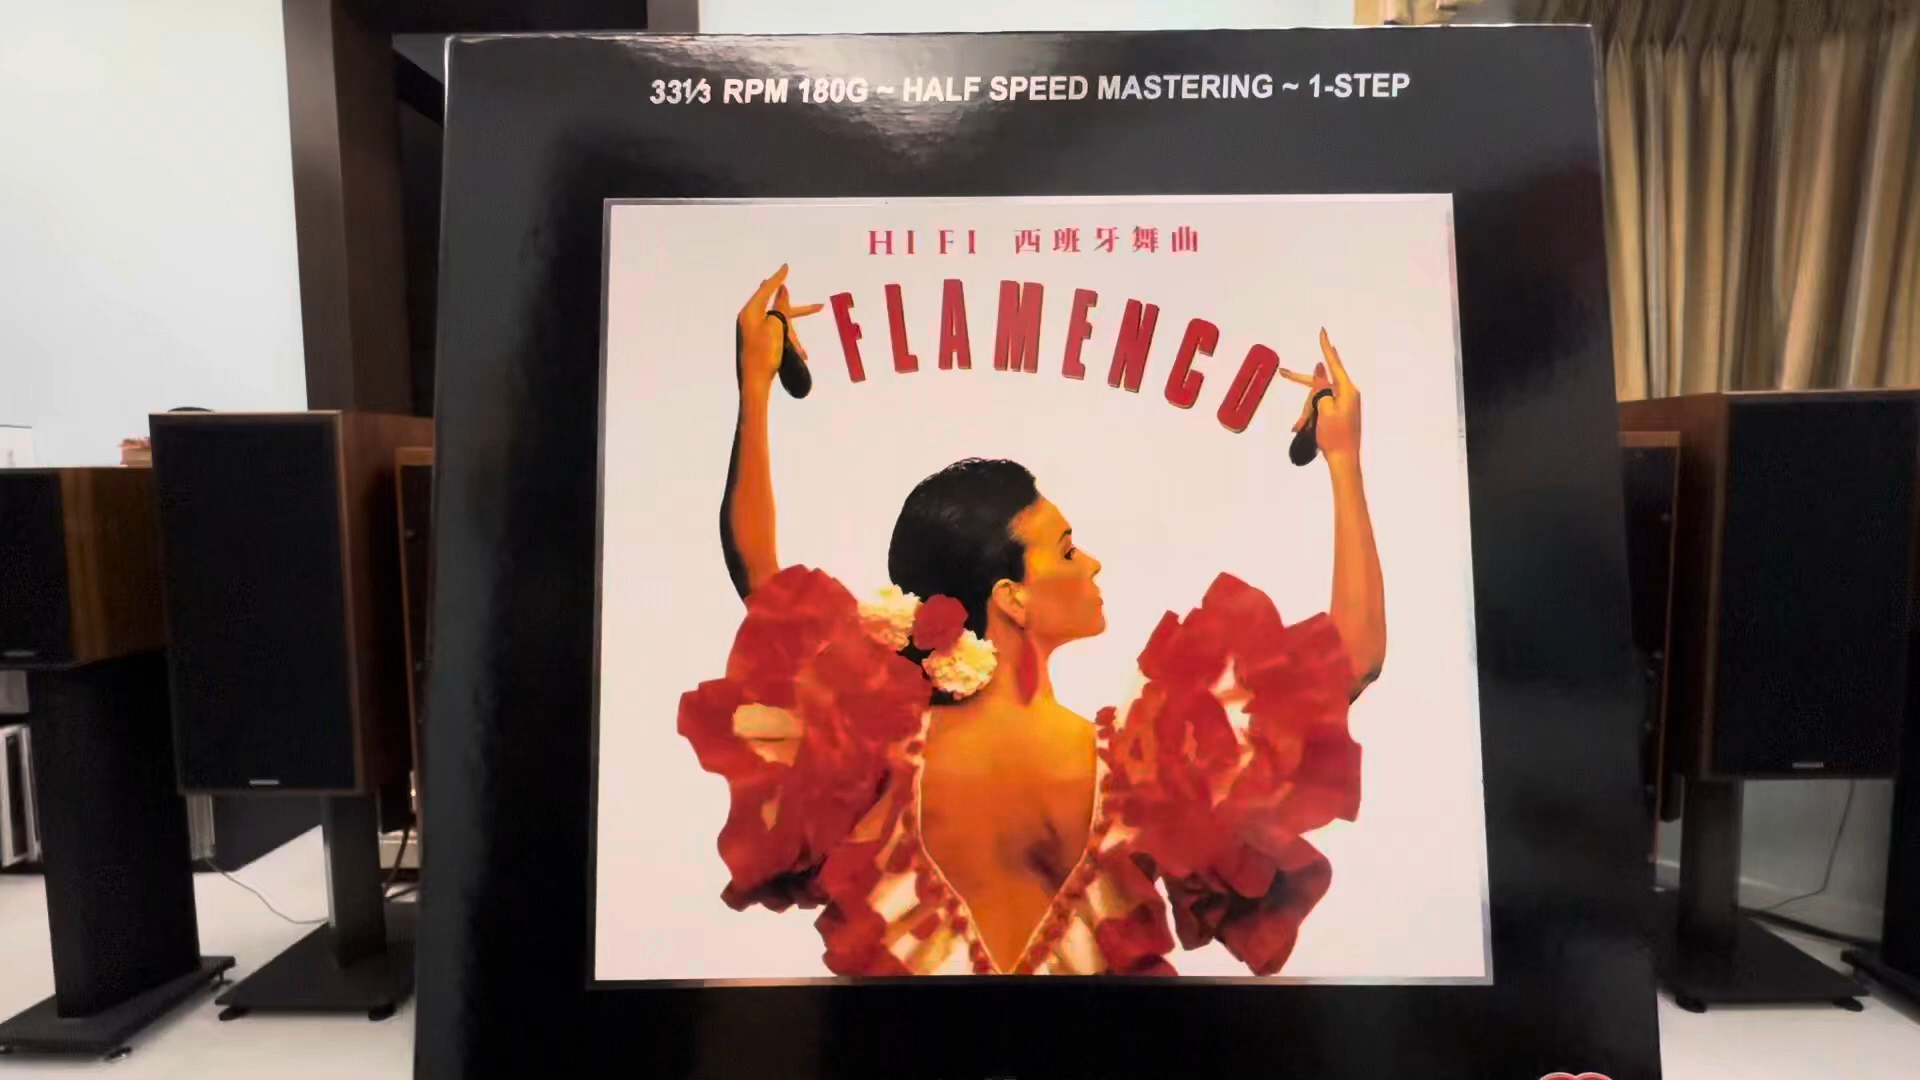 33⅓ RPM 180G ~ HALF SPEED MASTERING ~ 1-STEP
HIFI 西班牙舞曲
FLAMENCO